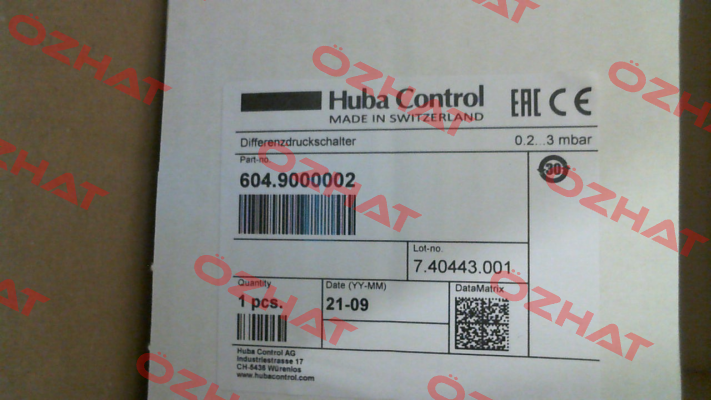 Huba Control
MADE IN SWITZERLAND
EAC CE
Differenzdruckschalter 0.2...3 mbar
Part-no.
604.9000002
30
Lot-no.
7.40443.001
Quantity
1 pcs.
Date (YY-MM)
21-09
DataMatrix
Huba Control AG
Industriestrasse 17
CH-5436 Würenlos
www.hubacontrol.com
ÖZHAT
ÖZHAT
ÖZHAT
ÖZHAT
ÖZHAT
ÖZHAT
ÖZHAT
ÖZHAT
ÖZHAT
ÖZHAT